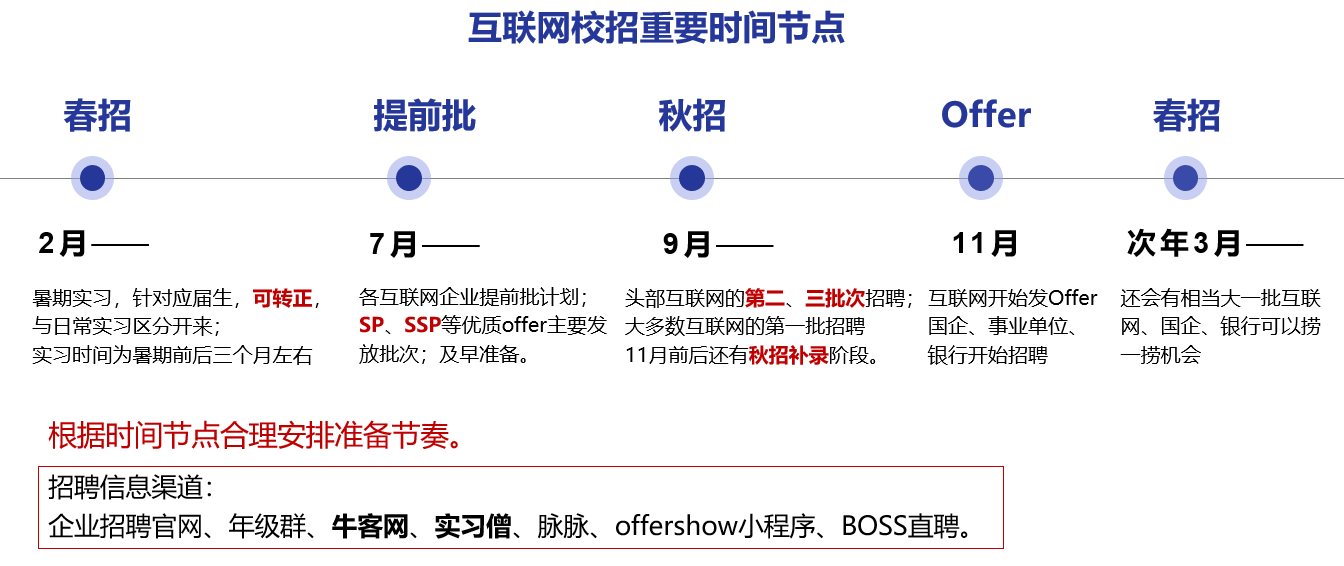 互联网校招重要时间节点
春招
提前批
秋招
Offer
春招
2月——
7月——
9月——
11月
次年3月——
暑期实习，针对应届生，可转正，
与日常实习区分开来；
实习时间为暑期前后三个月左右
各互联网企业提前批计划；
SP、SSP等优质offer主要发
放批次；及早准备。
头部互联网的第二、三批次招聘；
大多数互联网的第一批招聘
11月前后还有秋招补录阶段。
互联网开始发Offer
国企、事业单位、
银行开始招聘
还会有相当大一批互联
网、国企、银行可以捞
一捞机会
根据时间节点合理安排准备节奏。
招聘信息渠道：
企业招聘官网、年级群、牛客网、实习僧、脉脉、offershow小程序、BOSS直聘。